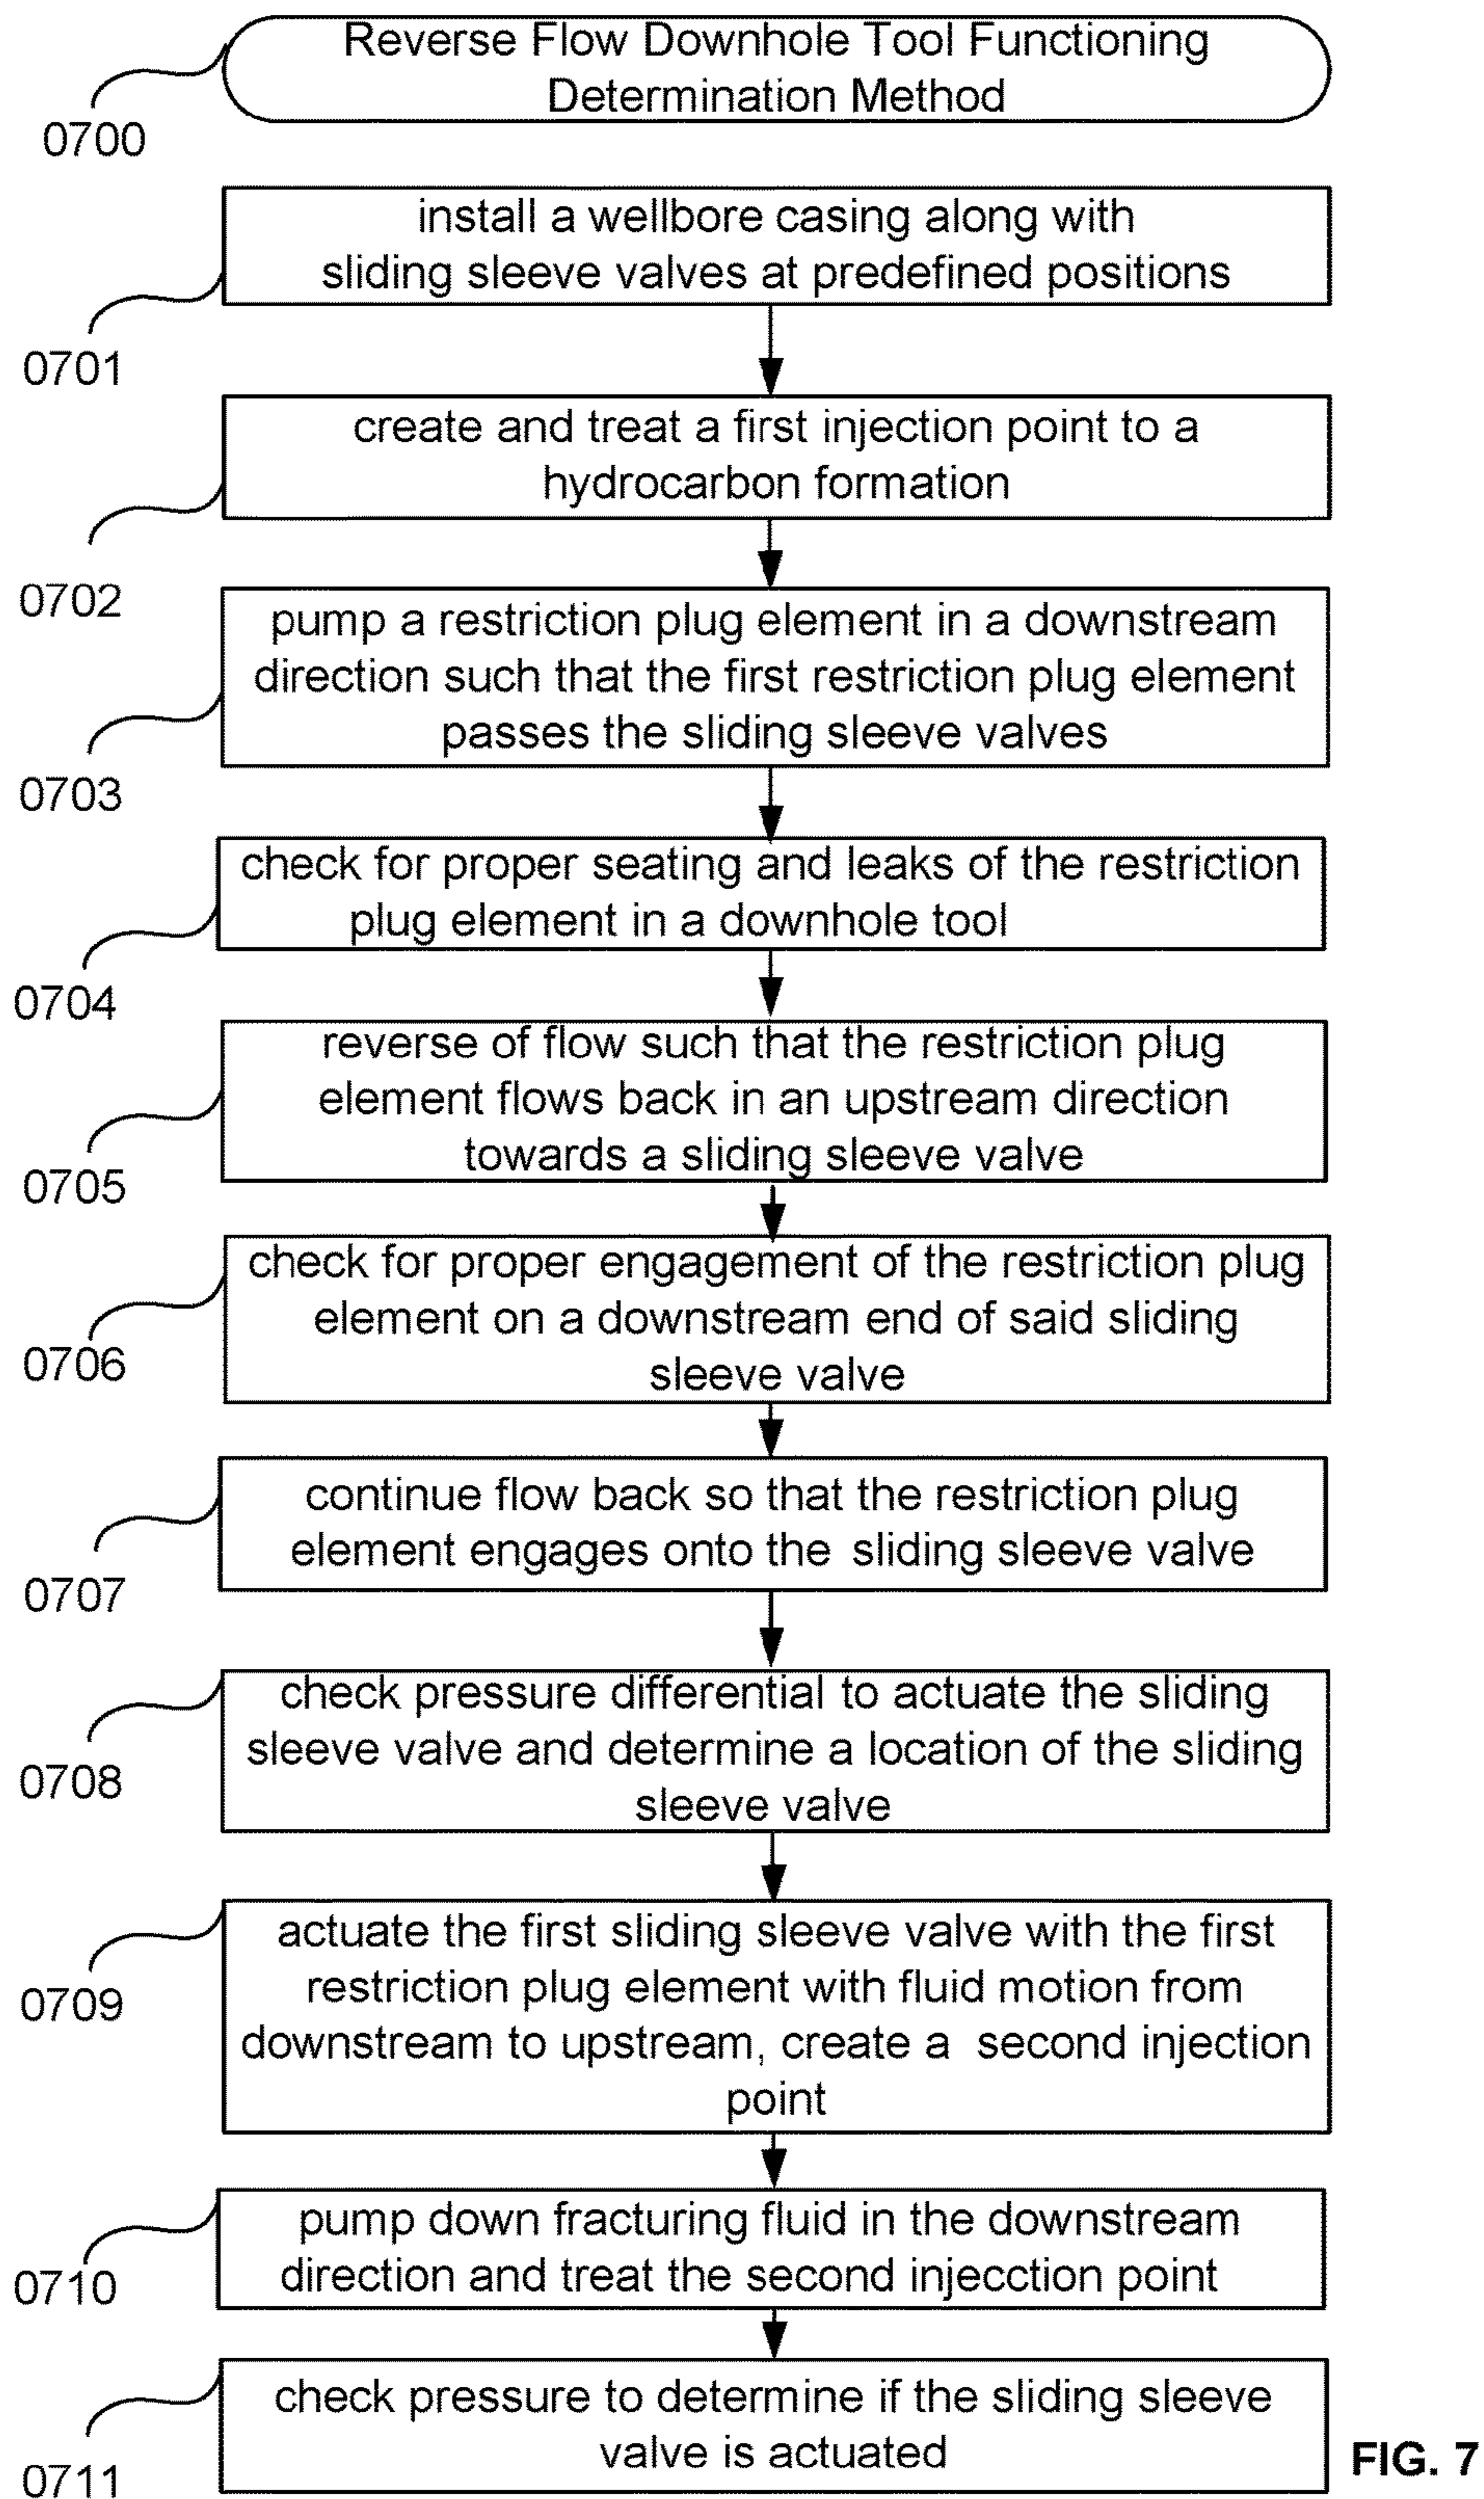 Reverse Flow Downhole Tool Functioning
Determination Method
0700
install a wellbore casing along with
sliding sleeve valves at predefined positions
0701
create and treat a first injection point to a
hydrocarbon formation
0702
pump a restriction plug element in a downstream
direction such that the first restriction plug element
passes the sliding sleeve valves
0703
check for proper seating and leaks of the restriction
plug element in a downhole tool
0704
reverse of flow such that the restriction plug
element flows back in an upstream direction
towards a sliding sleeve valve
0705
check for proper engagement of the restriction plug
element on a downstream end of said sliding
sleeve valve
0706
continue flow back so that the restriction plug
element engages onto the sliding sleeve valve
0707
check pressure differential to actuate the sliding
sleeve valve and determine a location of the sliding
sleeve valve
0708
actuate the first sliding sleeve valve with the first
restriction plug element with fluid motion from
downstream to upstream, create a second injection
point
0709
pump down fracturing fluid in the downstream
direction and treat the second injecction point
0710
check pressure to determine if the sliding sleeve
valve is actuated
0711
FIG. 7